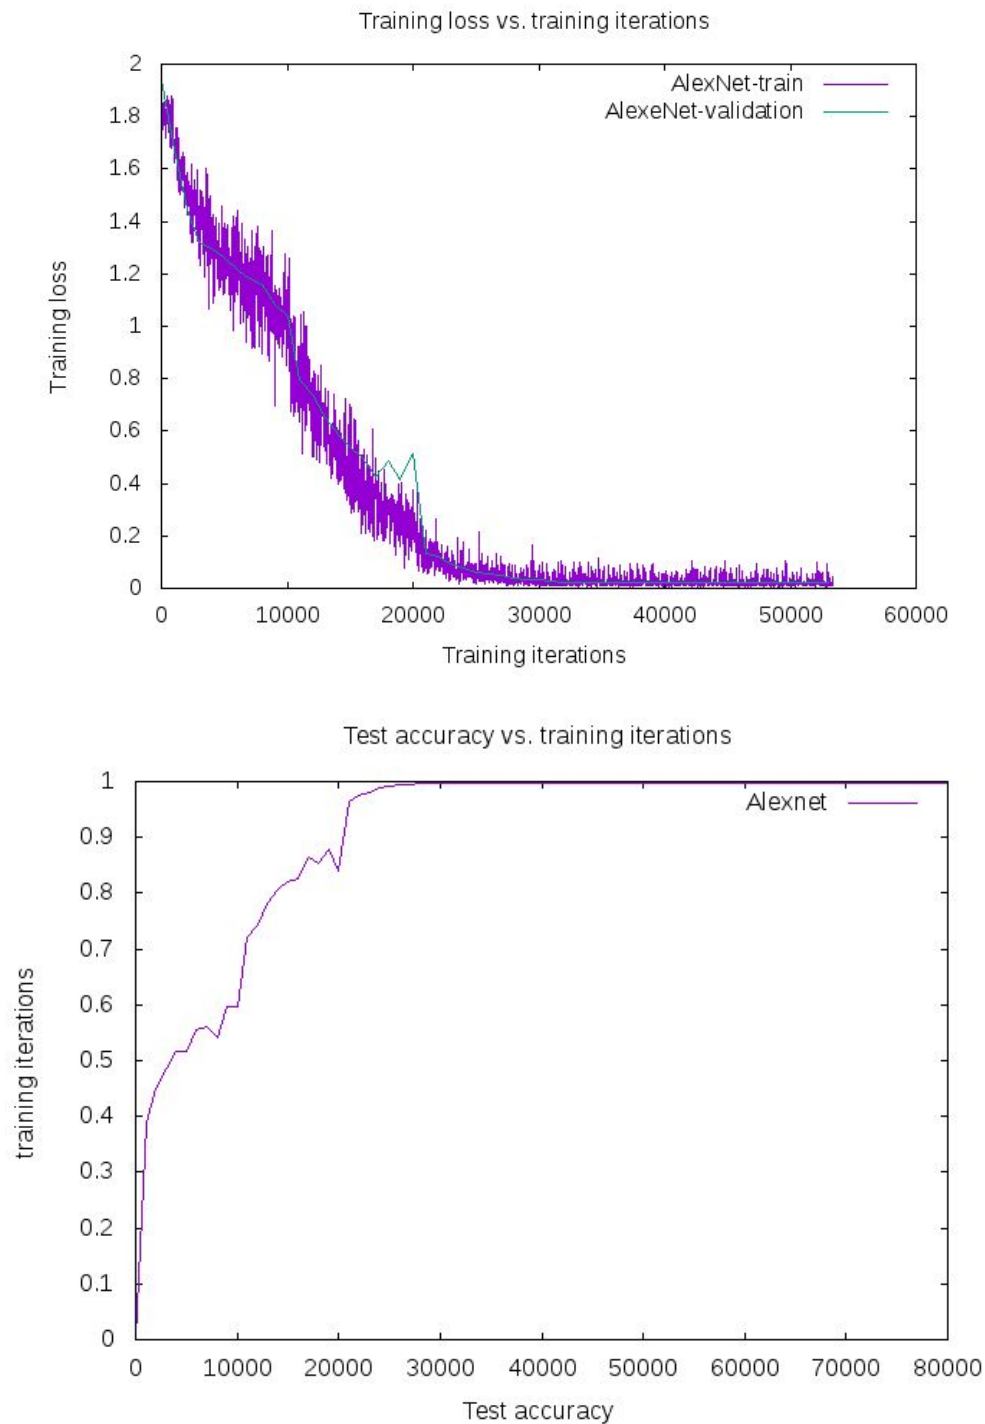 Training loss vs. training iterations
2
1.8
1.6
1.4
1.2
1
0.8
0.6
0.4
0.2
0
Training loss
AlexNet-train
AlexeNet-validation
0 10000 20000 30000 40000 50000 60000
Training iterations
Test accuracy vs. training iterations
1
0.9
0.8
0.7
0.6
0.5
0.4
0.3
0.2
0.1
0
training iterations
Alexnet
0 10000 20000 30000 40000 50000 60000 70000 80000
Test accuracy